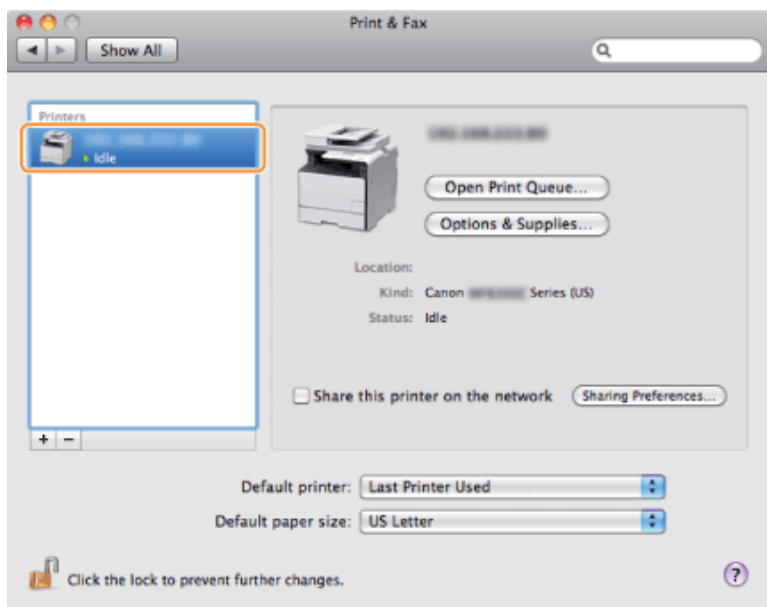 Print & Fax
Show All
Printers
Idle
Open Print Queue...
Options & Supplies...
Location:
Kind: Canon Series (US)
Status: Idle
Share this printer on the network
Sharing Preferences...
+ −
Default printer: Last Printer Used
Default paper size: US Letter
Click the lock to prevent further changes.
?